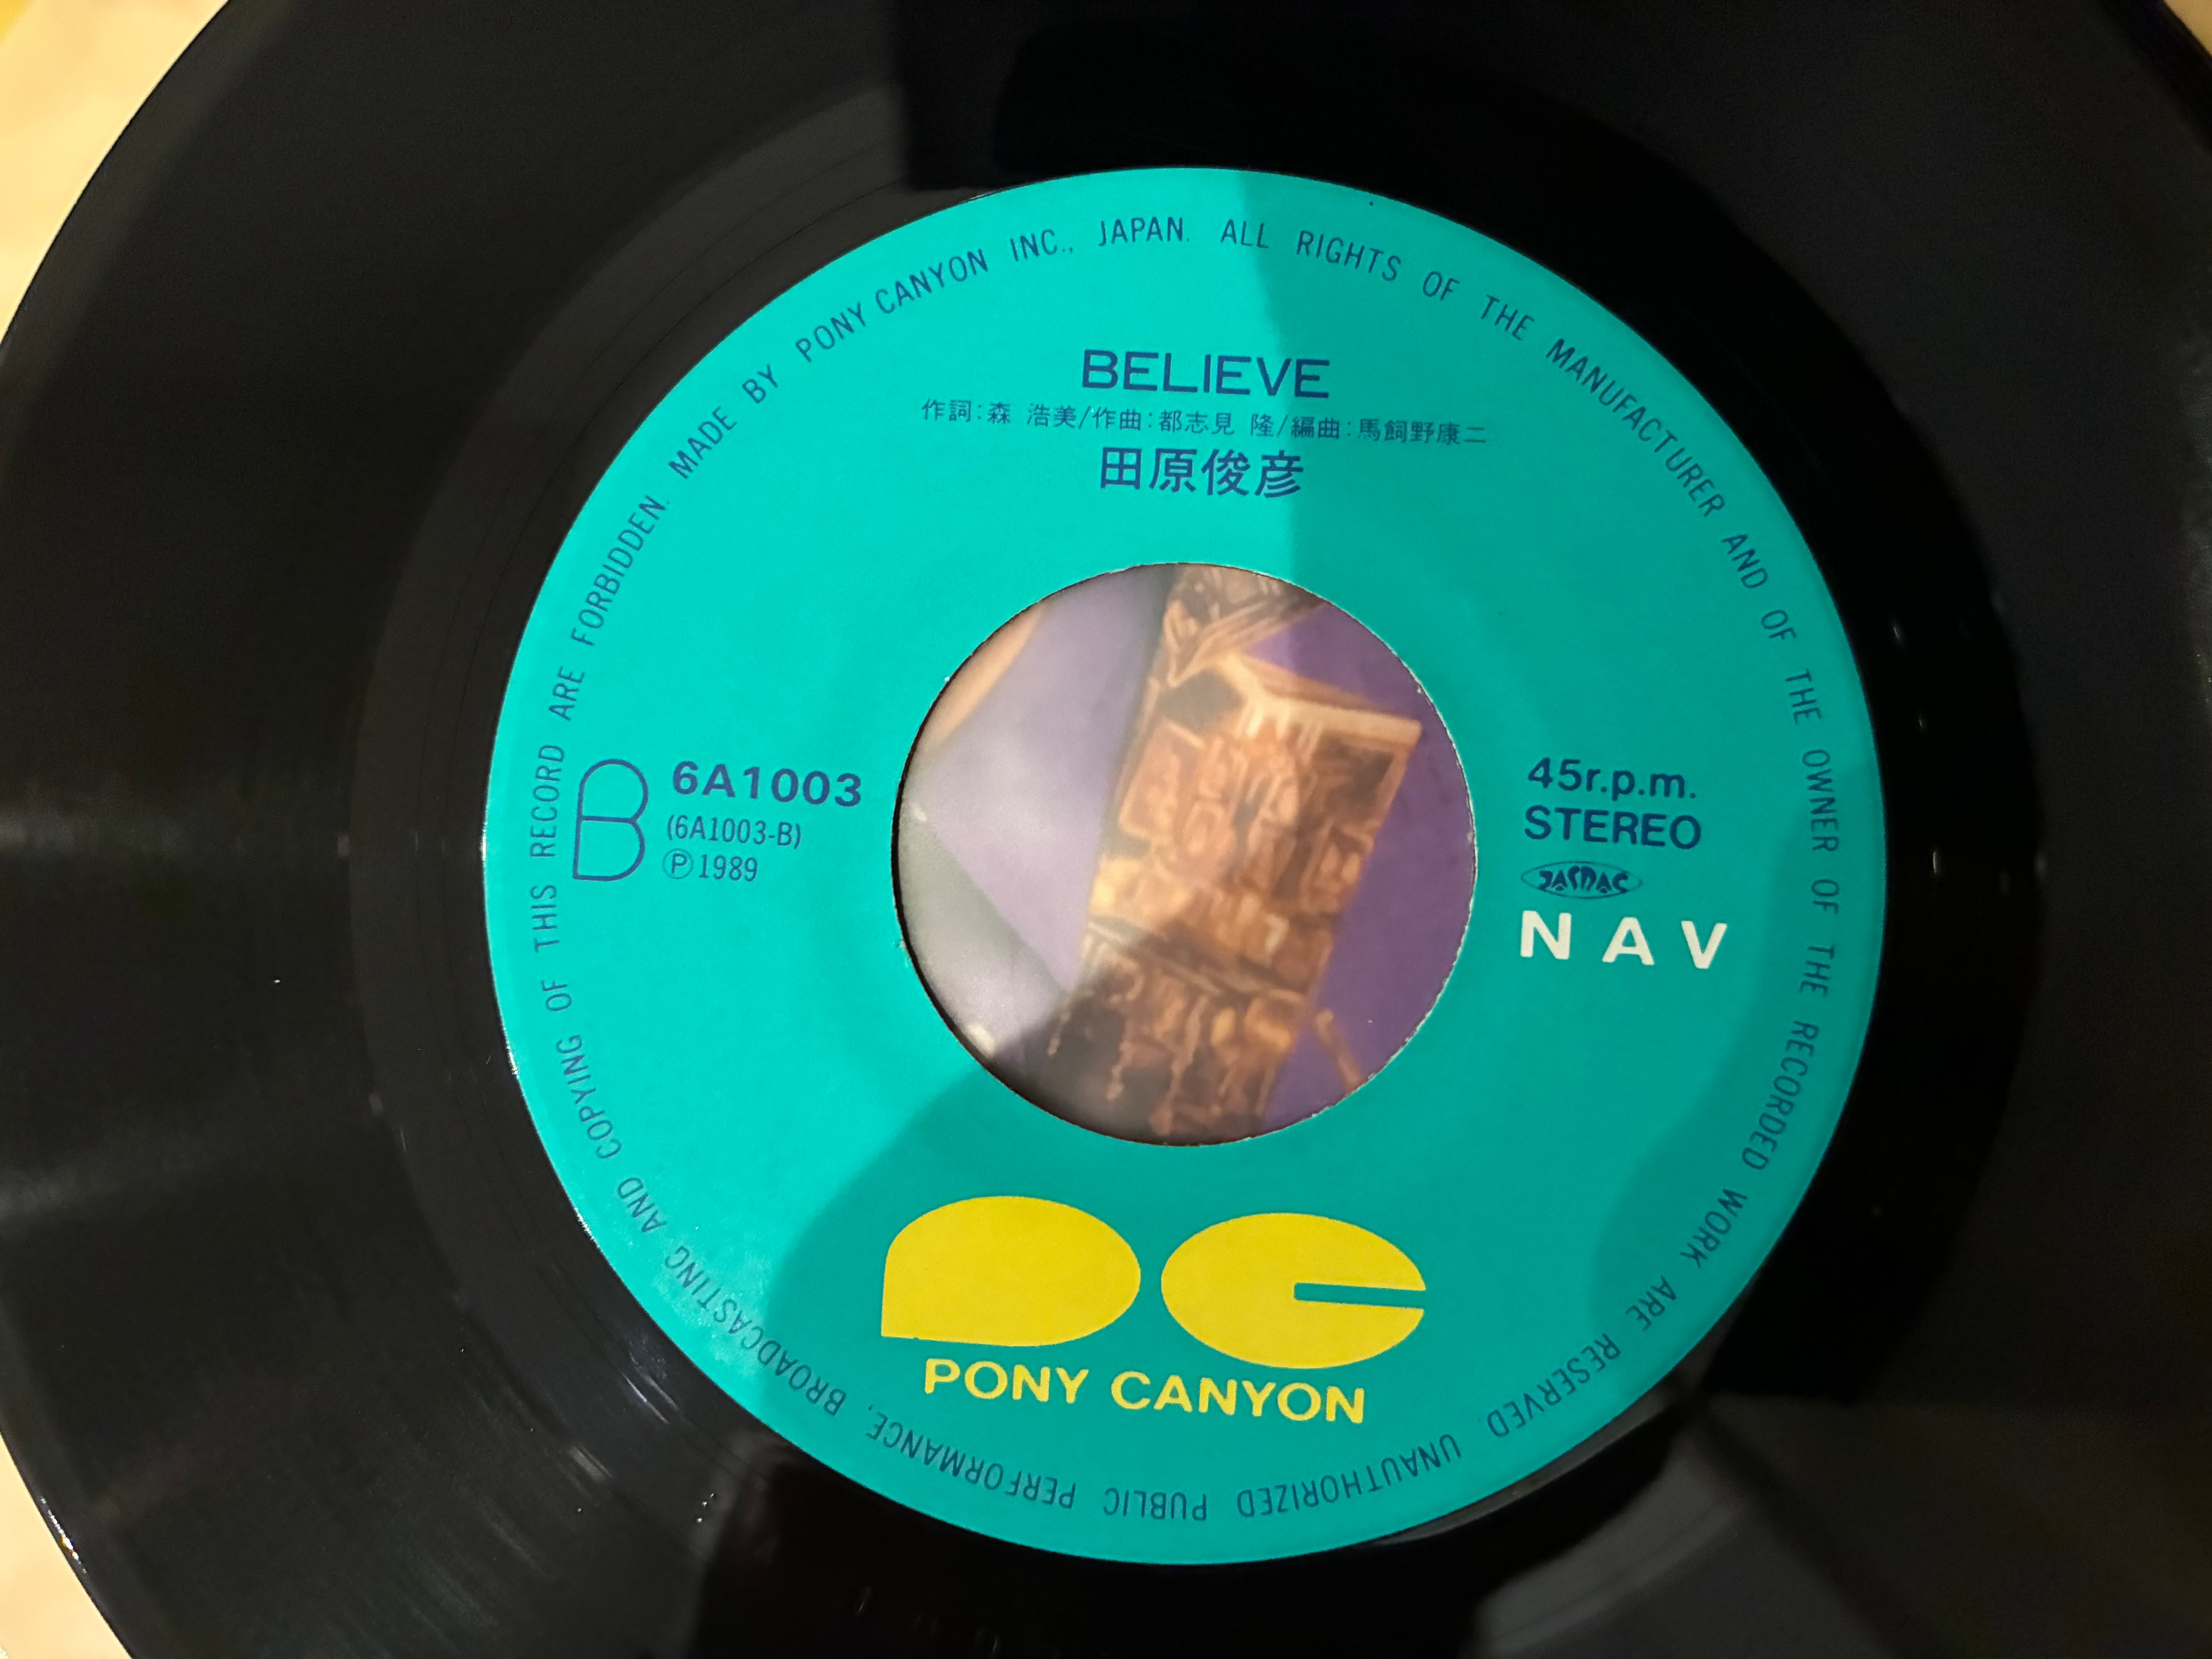 BELIEVE
作詞:森 浩美/作曲:都志見 隆/編曲:馬飼野康二
田原俊彦
B
6A1003
(6A1003-B)
Ⓟ1989
45r.p.m.
STEREO
JASRAC
NAV
PC
PONY CANYON
MADE BY PONY CANYON INC., JAPAN. ALL RIGHTS OF THE MANUFACTURER AND OF THE OWNER OF THE RECORDED WORK ARE RESERVED. UNAUTHORIZED PUBLIC PERFORMANCE, BROADCASTING AND COPYING OF THIS RECORD ARE FORBIDDEN.